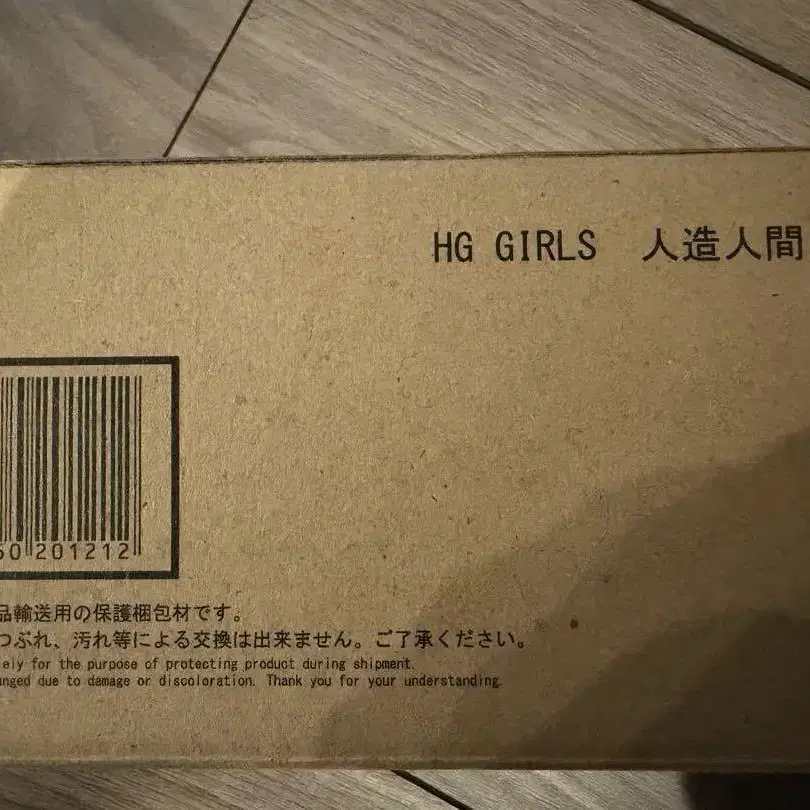 HG GIRLS 人造人間
50 201212
品輸送用の保護梱包材です。
つぶれ、汚れ等による交換は出来ません。ご了承ください。
ely for the purpose of protecting product during shipment.
nged due to damage or discoloration. Thank you for your understanding.